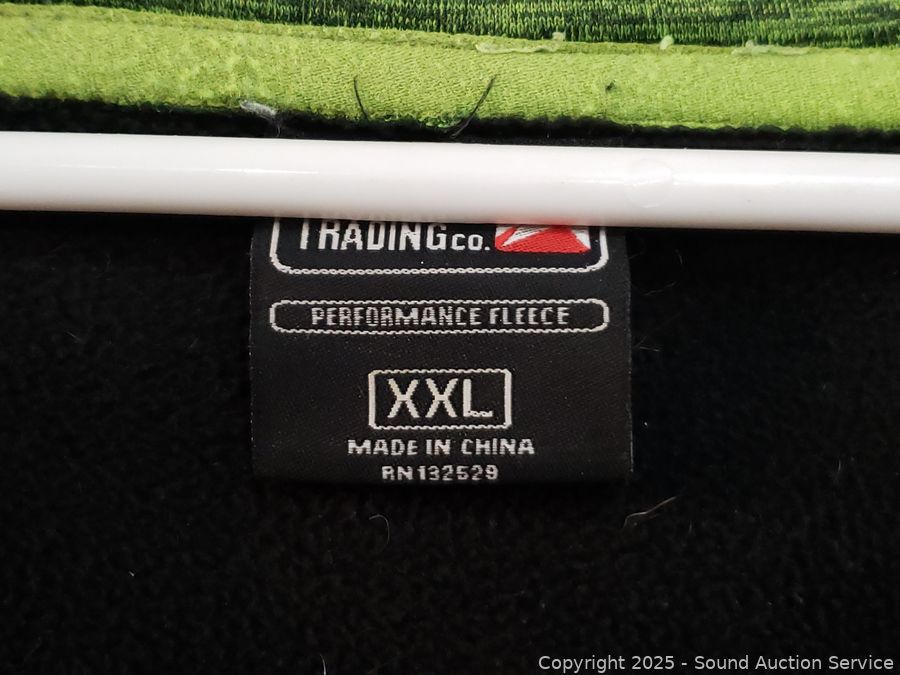 TRADING CO.
PERFORMANCE FLEECE
XXL
MADE IN CHINA
RN132529
Copyright © 2025 - Sound Auction Service